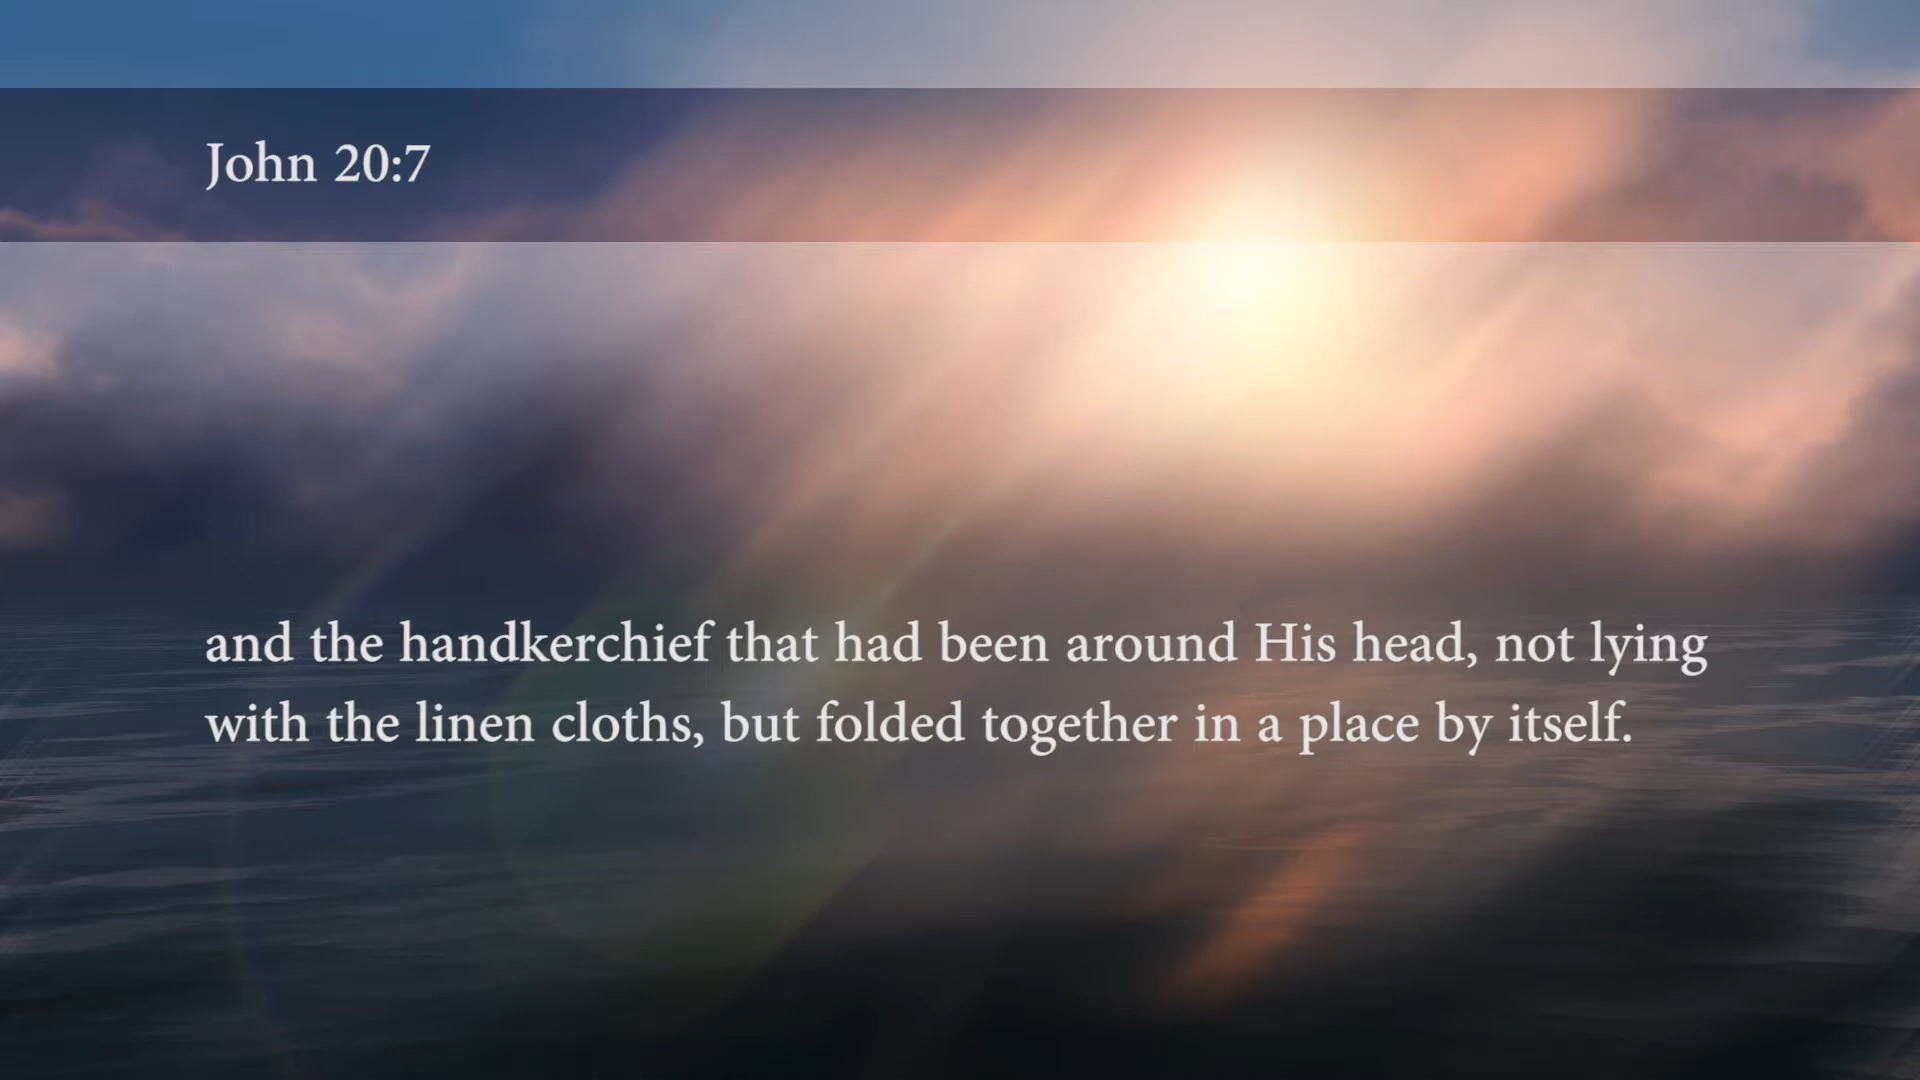 John 20:7
and the handkerchief that had been around His head, not lying
with the linen cloths, but folded together in a place by itself.